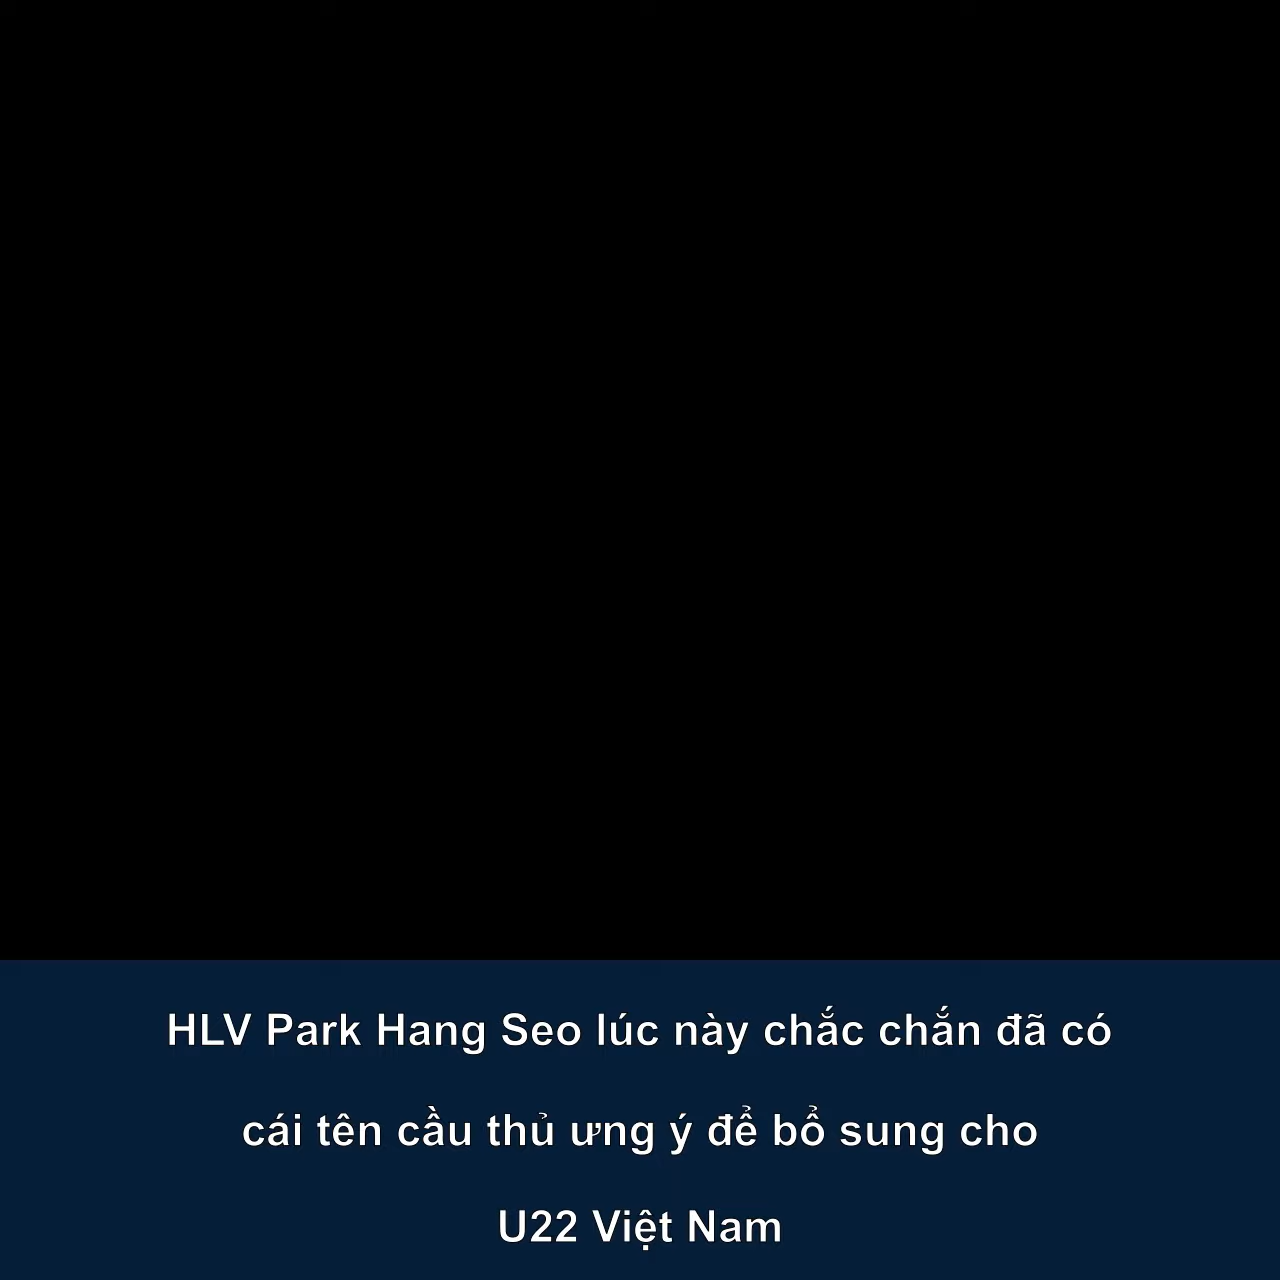 HLV Park Hang Seo lúc này chắc chắn đã có
cái tên cầu thủ ưng ý để bổ sung cho
U22 Việt Nam